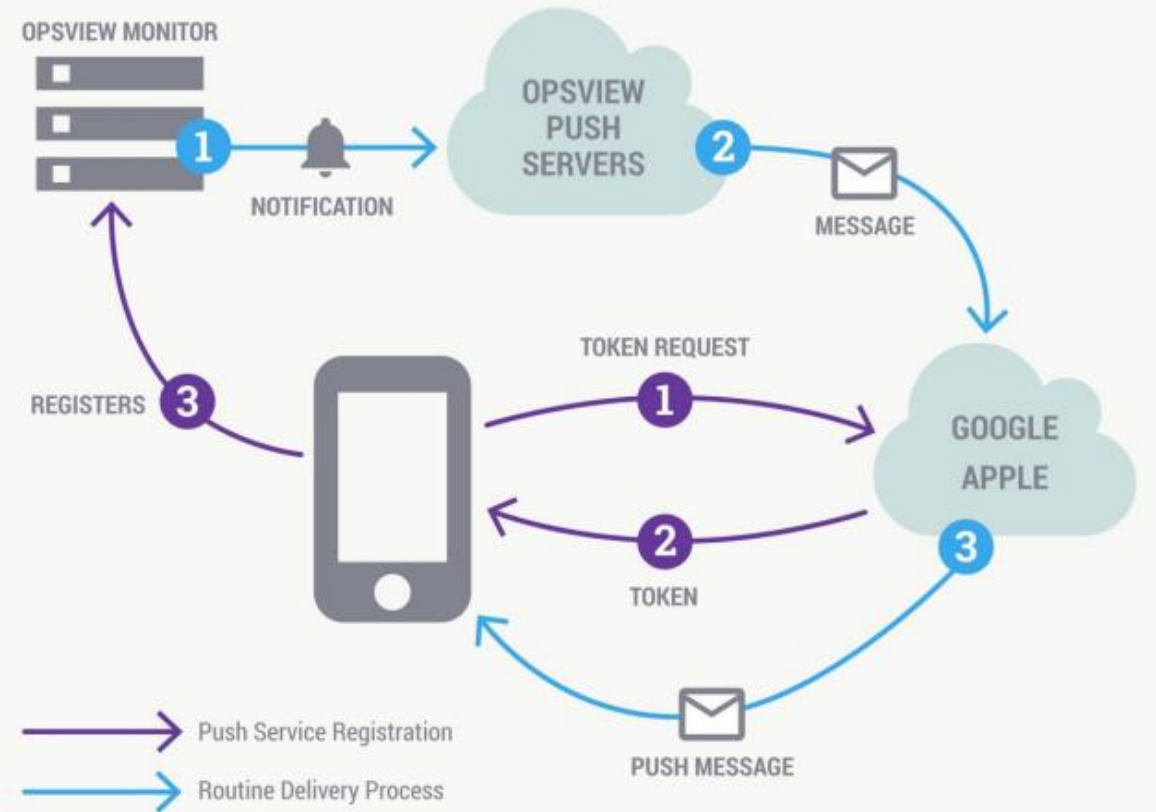 OPSVIEW MONITOR
1
NOTIFICATION
OPSVIEW
PUSH
SERVERS
2
MESSAGE
REGISTERS
3
TOKEN REQUEST
1
GOOGLE
APPLE
2
TOKEN
3
PUSH MESSAGE
Push Service Registration
Routine Delivery Process